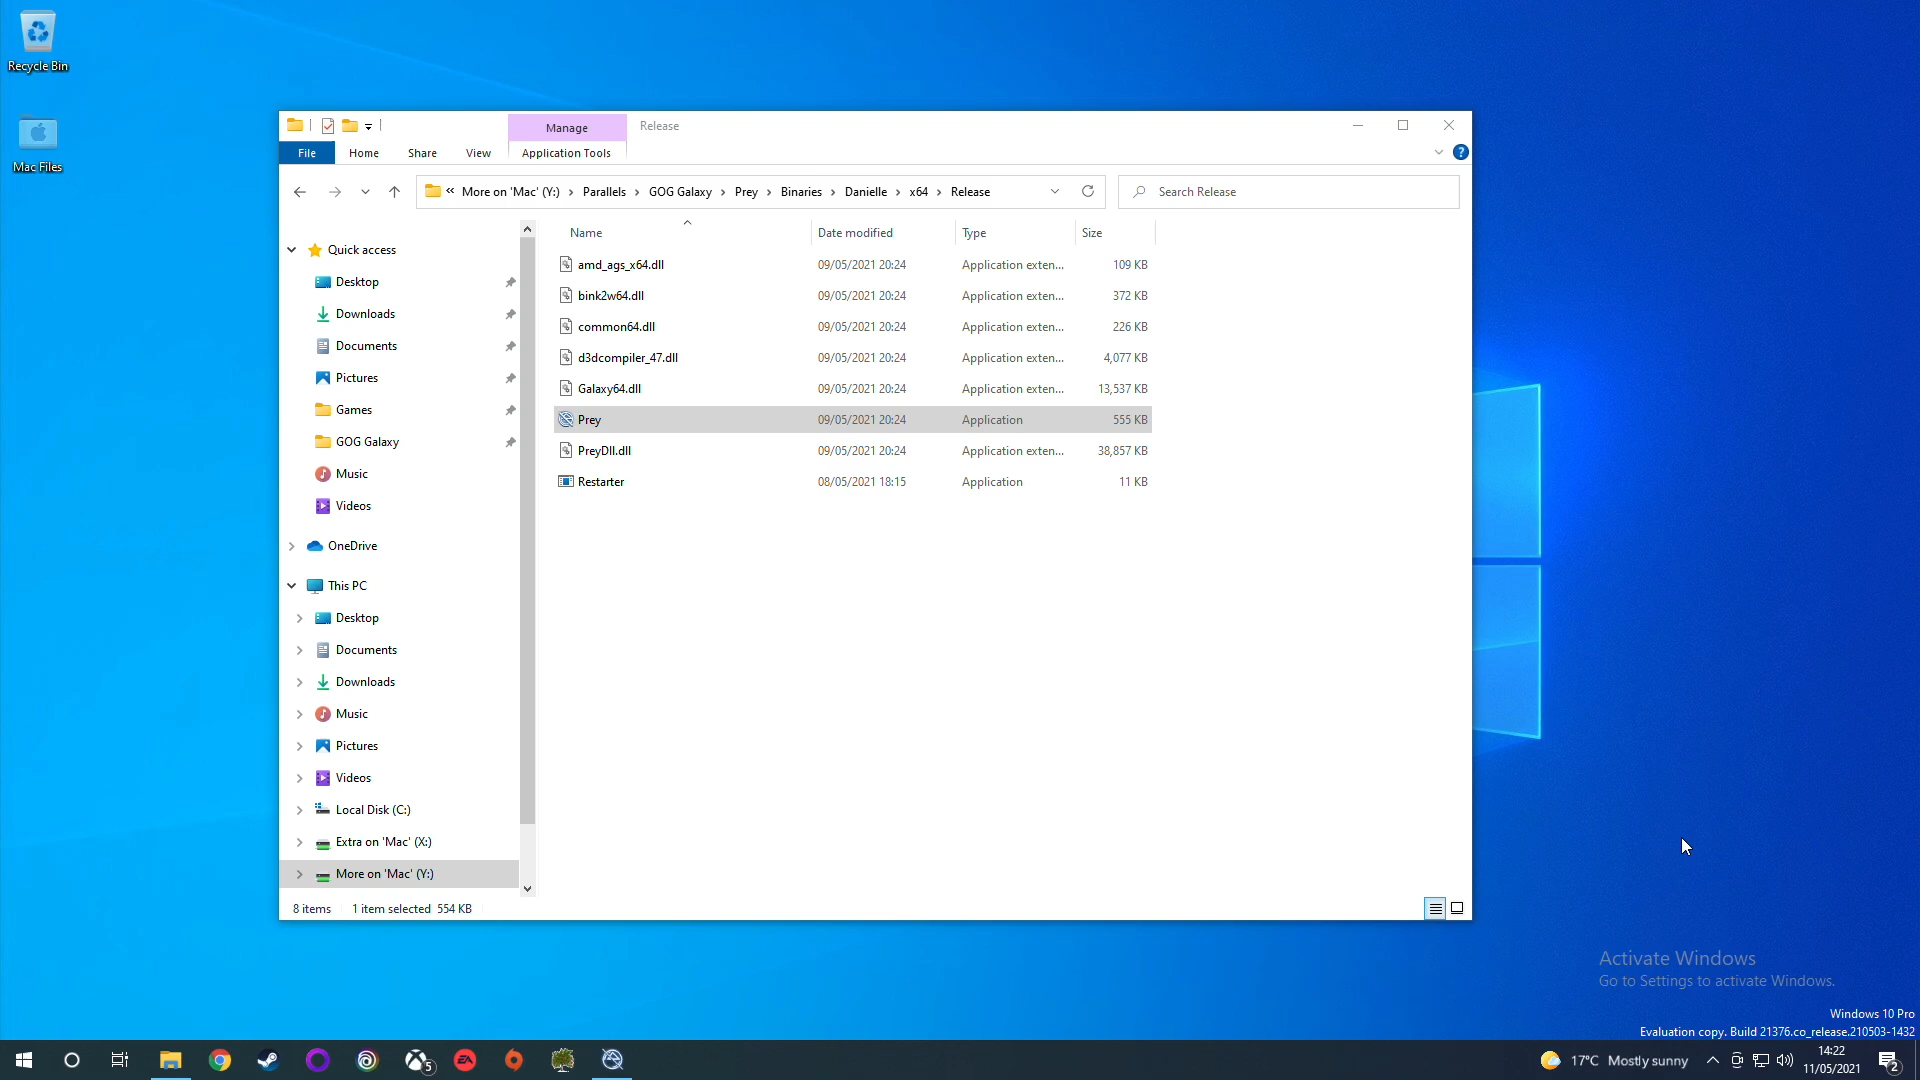 Recycle Bin
Mac Files
Manage
Release
File
Home
Share
View
Application Tools
?
« More on 'Mac' (Y:) › Parallels › GOG Galaxy › Prey › Binaries › Danielle › x64 › Release
Search Release
Name
Date modified
Type
Size
Quick access
Desktop
Downloads
Documents
Pictures
Games
GOG Galaxy
Music
Videos
OneDrive
This PC
Desktop
Documents
Downloads
Music
Pictures
Videos
Local Disk (C:)
Extra on 'Mac' (X:)
More on 'Mac' (Y:)
amd_ags_x64.dll 09/05/2021 20:24 Application exten... 109 KB
bink2w64.dll 09/05/2021 20:24 Application exten... 372 KB
common64.dll 09/05/2021 20:24 Application exten... 226 KB
d3dcompiler_47.dll 09/05/2021 20:24 Application exten... 4,077 KB
Galaxy64.dll 09/05/2021 20:24 Application exten... 13,537 KB
Prey 09/05/2021 20:24 Application 555 KB
PreyDll.dll 09/05/2021 20:24 Application exten... 38,857 KB
Restarter 08/05/2021 18:15 Application 11 KB
8 items
1 item selected 554 KB
Activate Windows
Go to Settings to activate Windows.
Windows 10 Pro
Evaluation copy. Build 21376.co_release.210503-1432
5
EA
17°C Mostly sunny
14:22
11/05/2021
2